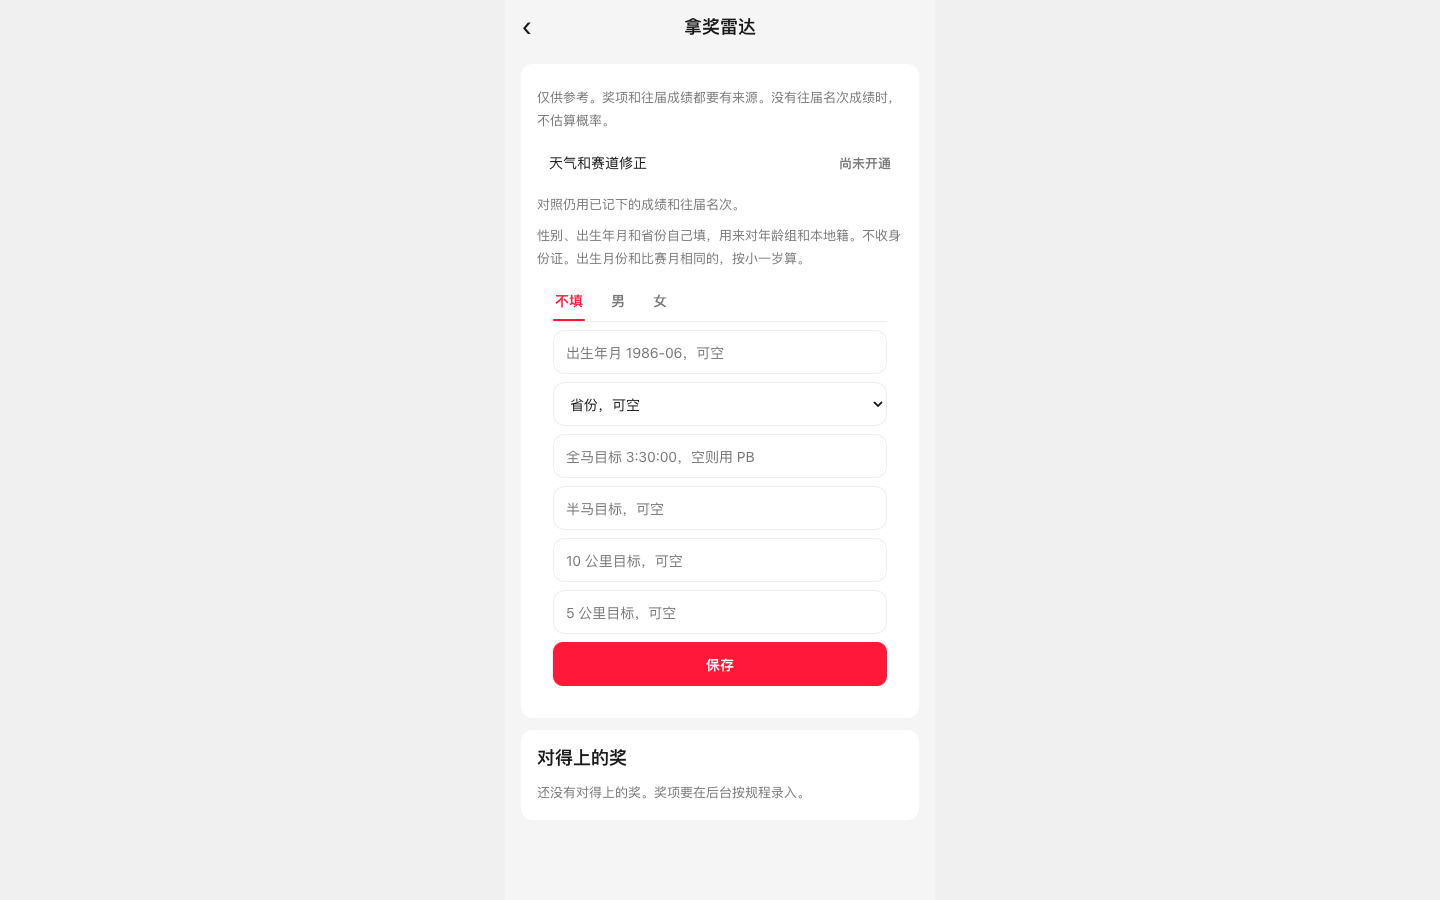 拿奖雷达
仅供参考。奖项和往届成绩都要有来源。没有往届名次成绩时，
不估算概率。
天气和赛道修正 尚未开通
对照仍用已记下的成绩和往届名次。
性别、出生年月和省份自己填，用来对年龄组和本地籍。不收身
份证。出生月份和比赛月相同的，按小一岁算。
不填 男 女
出生年月 1986-06，可空
省份，可空
全马目标 3:30:00，空则用 PB
半马目标，可空
10 公里目标，可空
5 公里目标，可空
保存
对得上的奖
还没有对得上的奖。奖项要在后台按规程录入。